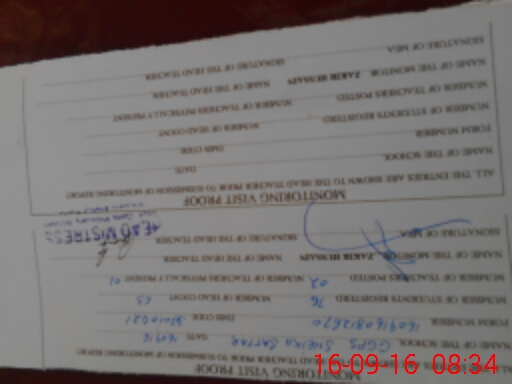 MONITORING VISIT PROOF
ALL THE ENTRIES ARE SHOWN TO THE HEAD TEACHER PRIOR TO SUBMISSION OF MONITORING REPORT
NAME OF THE SCHOOL GGPS SHEIKH SATTAR DATE 16/09/16
FORM NUMBER 1609160812670 EMIS CODE
NUMBER OF STUDENTS REGISTERED 76 NUMBER OF HEAD COUNT 63
NUMBER OF TEACHERS POSTED 02 NUMBER OF TEACHERS PHYSICALLY PRESENT 01
NAME OF THE MONITOR ZAKIR HUSSAIN NAME OF THE HEAD TEACHER
SIGNATURE OF MEA SIGNATURE OF THE HEAD TEACHER
HEAD MISTRESS
MONITORING VISIT PROOF
ALL THE ENTRIES ARE SHOWN TO THE HEAD TEACHER PRIOR TO SUBMISSION OF MONITORING REPORT
NAME OF THE SCHOOL DATE
FORM NUMBER EMIS CODE
NUMBER OF STUDENTS REGISTERED NUMBER OF HEAD COUNT
NUMBER OF TEACHERS POSTED NUMBER OF TEACHERS PHYSICALLY PRESENT
NAME OF THE MONITOR ZAKIR HUSSAIN NAME OF THE HEAD TEACHER
SIGNATURE OF MEA SIGNATURE OF THE HEAD TEACHER
16-09-16 08:34